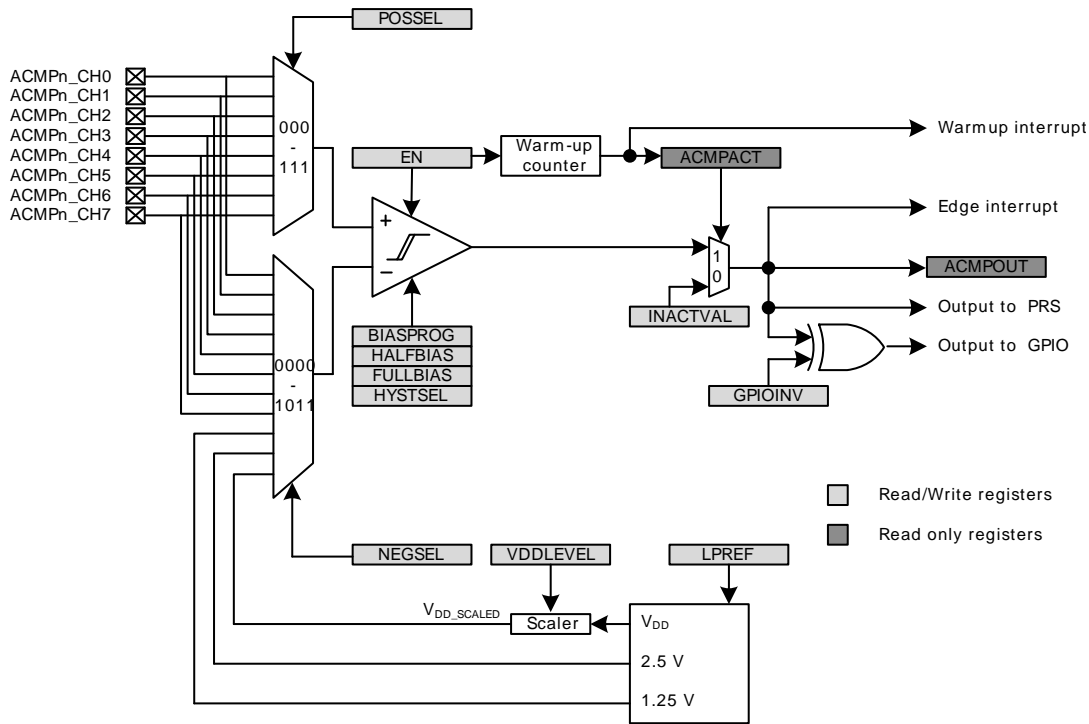 POSSEL
ACMPn_CH0
ACMPn_CH1
ACMPn_CH2
ACMPn_CH3
ACMPn_CH4
ACMPn_CH5
ACMPn_CH6
ACMPn_CH7
000
-
111
EN
Warm-up
counter
ACMPACT
Warmup interrupt
+
−
1
0
Edge interrupt
ACMPOUT
INACTVAL
Output to PRS
Output to GPIO
GPIOINV
BIASPROG
HALFBIAS
FULLBIAS
HYSTSEL
0000
-
1011
Read/Write registers
Read only registers
NEGSEL
VDDLEVEL
LPREF
VDD_SCALED
Scaler
VDD
2.5 V
1.25 V